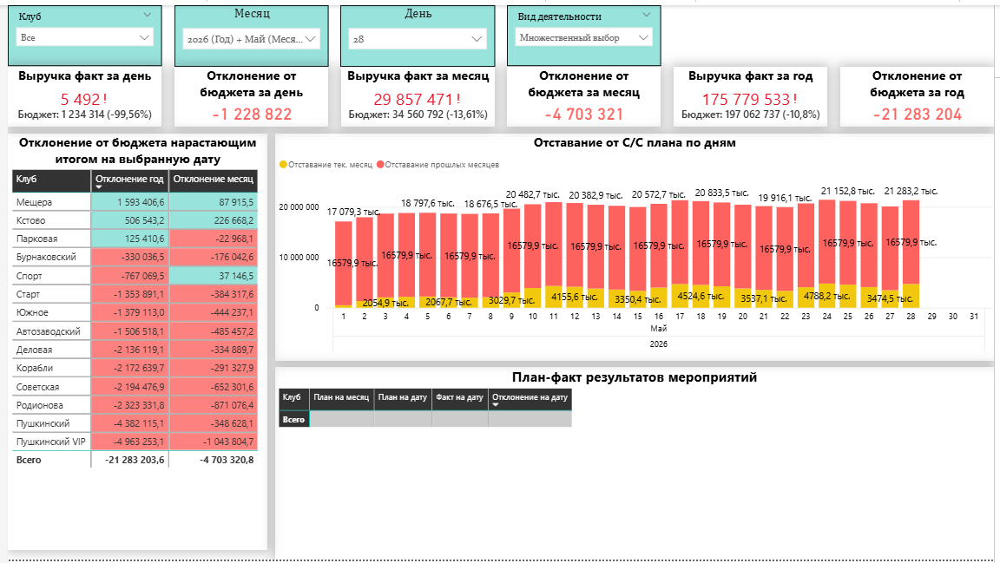 Клуб
Все
Месяц
2026 (Год) + Май (Меся...
День
28
Вид деятельности
Множественный выбор
Выручка факт за день
5 492!
Бюджет: 1 234 314 (-99,56%)
Отклонение от
бюджета за день
-1 228 822
Выручка факт за месяц
29 857 471!
Бюджет: 34 560 792 (-13,61%)
Отклонение от
бюджета за месяц
-4 703 321
Выручка факт за год
175 779 533!
Бюджет: 197 062 737 (-10,8%)
Отклонение от
бюджета за год
-21 283 204
Отклонение от бюджета нарастающим
итогом на выбранную дату
Клуб Отклонение год Отклонение месяц
Мещера 1 593 406,6 87 915,5
Кстово 506 543,2 226 668,2
Парковая 125 410,6 -22 968,1
Бурнаковский -330 036,5 -176 042,6
Спорт -767 069,5 37 146,5
Старт -1 353 891,1 -384 317,6
Южное -1 379 113,0 -444 237,1
Автозаводский -1 506 518,1 -485 457,2
Деловая -2 136 119,1 -334 889,7
Корабли -2 172 639,7 -291 327,9
Советская -2 194 476,9 -652 301,6
Родионова -2 323 331,8 -871 076,4
Пушкинский -4 382 115,1 -348 628,1
Пушкинский VIP -4 963 253,1 -1 043 804,7
Всего -21 283 203,6 -4 703 320,8
Отставание от С/С плана по дням
Отставание тек. месяц Отставание прошлых месяцев
17 079,3 тыс. 18 797,6 тыс. 18 676,5 тыс. 20 482,7 тыс. 20 382,9 тыс. 20 572,7 тыс. 20 833,5 тыс. 19 916,1 тыс. 21 152,8 тыс. 21 283,2 тыс.
20 000 000
16579,9 тыс. 16579,9 тыс. 16579,9 тыс. 16579,9 тыс. 16579,9 тыс. 16579,9 тыс. 16579,9 тыс. 16579,9 тыс. 16579,9 тыс. 16579,9 тыс.
10 000 000
2054,9 тыс. 2067,7 тыс. 3029,7 тыс. 4155,6 тыс. 3350,4 тыс. 4524,6 тыс. 3537,1 тыс. 4788,2 тыс. 3474,5 тыс.
0
1 2 3 4 5 6 7 8 9 10 11 12 13 14 15 16 17 18 19 20 21 22 23 24 25 26 27 28 29 30 31
Май
2026
План-факт результатов мероприятий
Клуб План на месяц План на дату Факт на дату Отклонение на дату
Всего